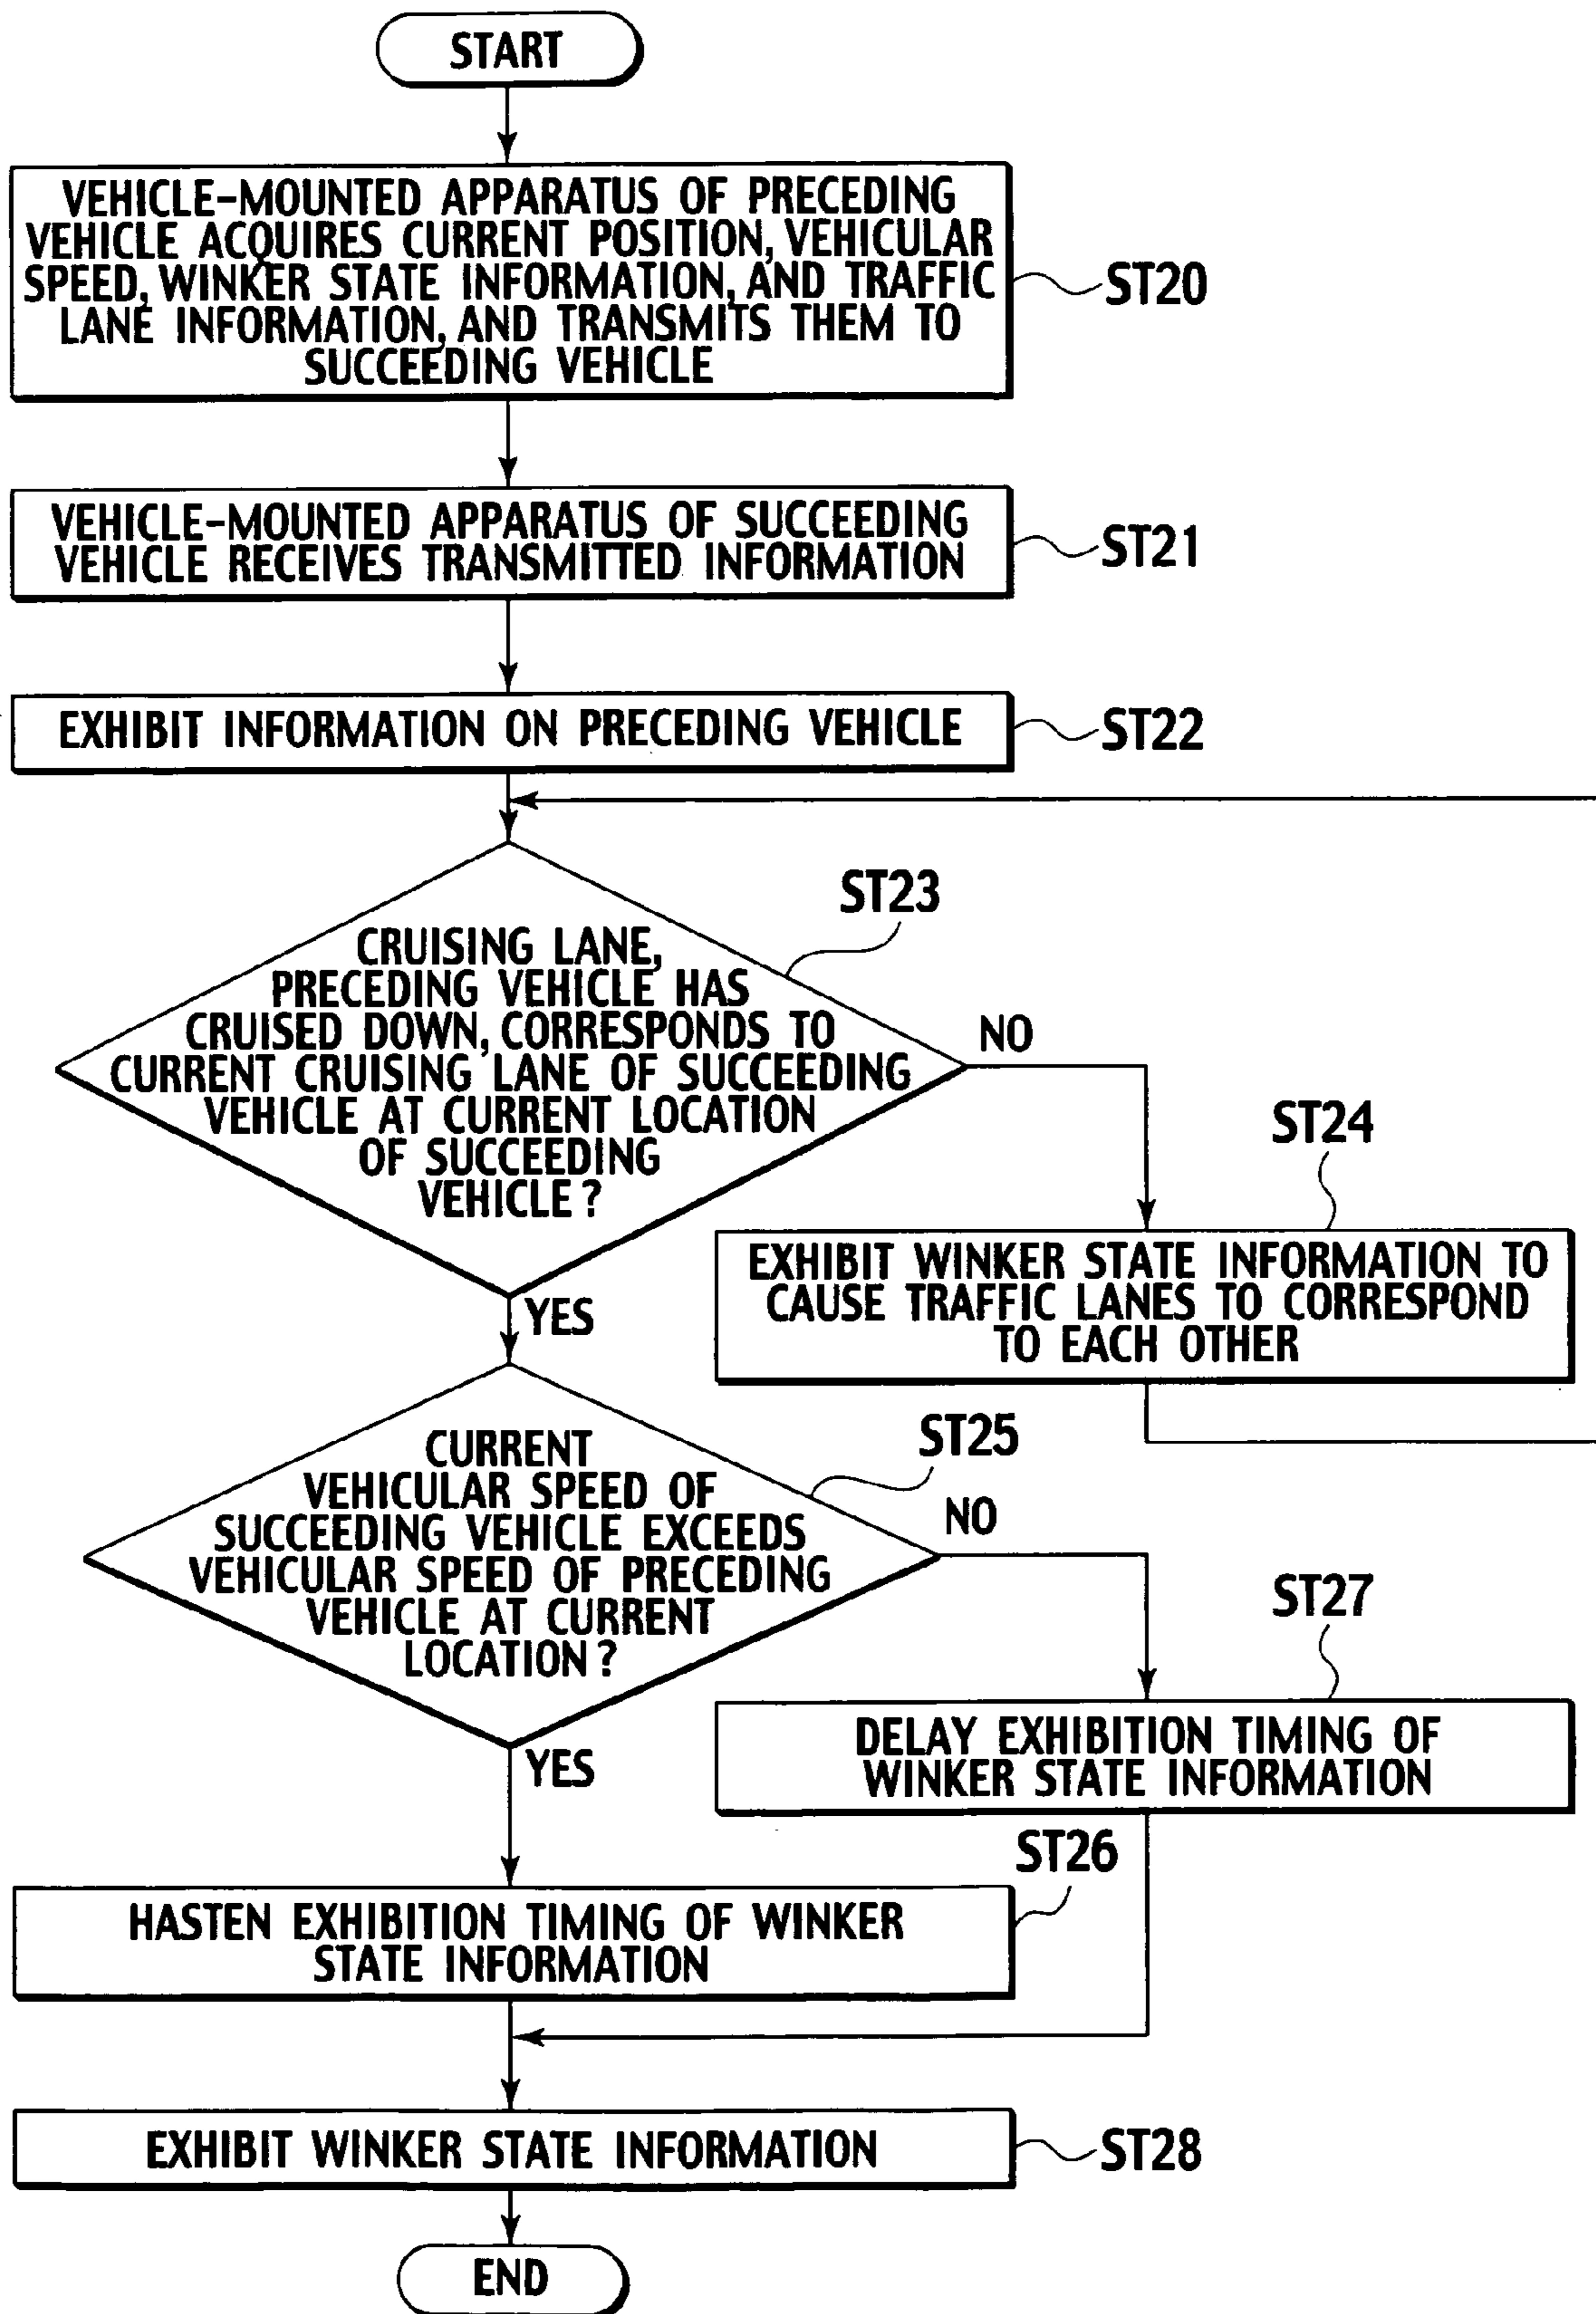 START
VEHICLE-MOUNTED APPARATUS OF PRECEDING
VEHICLE ACQUIRES CURRENT POSITION, VEHICULAR
SPEED, WINKER STATE INFORMATION, AND TRAFFIC
LANE INFORMATION, AND TRANSMITS THEM TO
SUCCEEDING VEHICLE
ST20
VEHICLE-MOUNTED APPARATUS OF SUCCEEDING
VEHICLE RECEIVES TRANSMITTED INFORMATION
ST21
EXHIBIT INFORMATION ON PRECEDING VEHICLE
ST22
ST23
CRUISING LANE,
PRECEDING VEHICLE HAS
CRUISED DOWN, CORRESPONDS TO
CURRENT CRUISING LANE OF SUCCEEDING
VEHICLE AT CURRENT LOCATION
OF SUCCEEDING
VEHICLE?
NO
YES
ST24
EXHIBIT WINKER STATE INFORMATION TO
CAUSE TRAFFIC LANES TO CORRESPOND
TO EACH OTHER
ST25
CURRENT
VEHICULAR SPEED OF
SUCCEEDING VEHICLE EXCEEDS
VEHICULAR SPEED OF PRECEDING
VEHICLE AT CURRENT
LOCATION?
NO
YES
ST27
DELAY EXHIBITION TIMING OF
WINKER STATE INFORMATION
ST26
HASTEN EXHIBITION TIMING OF WINKER
STATE INFORMATION
EXHIBIT WINKER STATE INFORMATION
ST28
END